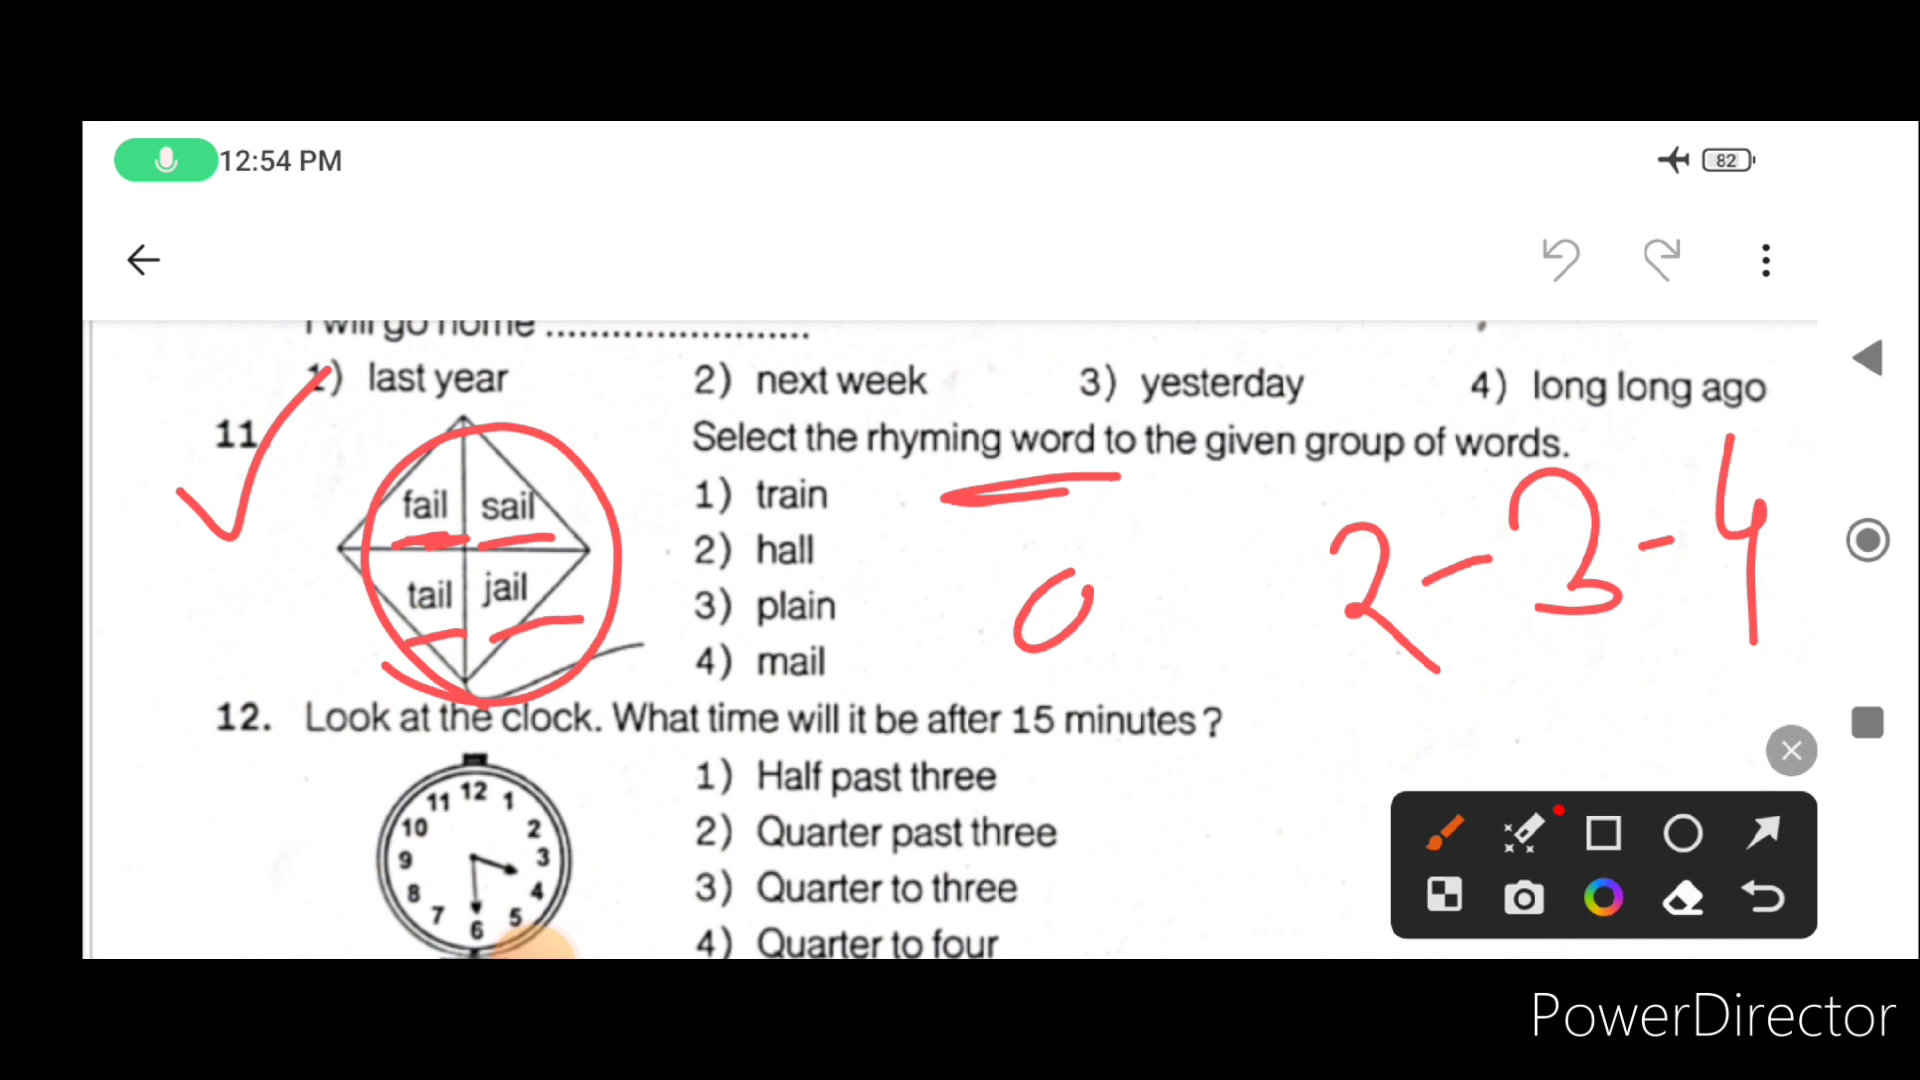 12:54 PM 82
I will go home ........................
1) last year 2) next week 3) yesterday 4) long long ago
11 Select the rhyming word to the given group of words.
fail sail
tail jail
1) train
2) hall
3) plain
4) mail
2 - 3 - 4
12. Look at the clock. What time will it be after 15 minutes ?
12 1 2 3 4 5 6 7 8 9 10 11
1) Half past three
2) Quarter past three
3) Quarter to three
4) Quarter to four
PowerDirector